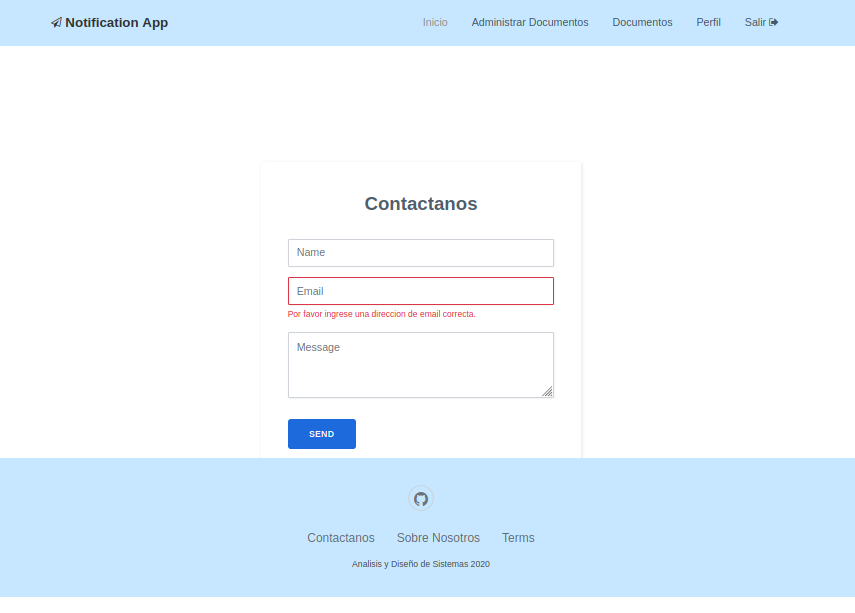 Notification App
Inicio Administrar Documentos Documentos Perfil Salir
Contactanos
Name
Email
Por favor ingrese una direccion de email correcta.
Message
SEND
Contactanos Sobre Nosotros Terms
Analisis y Diseño de Sistemas 2020